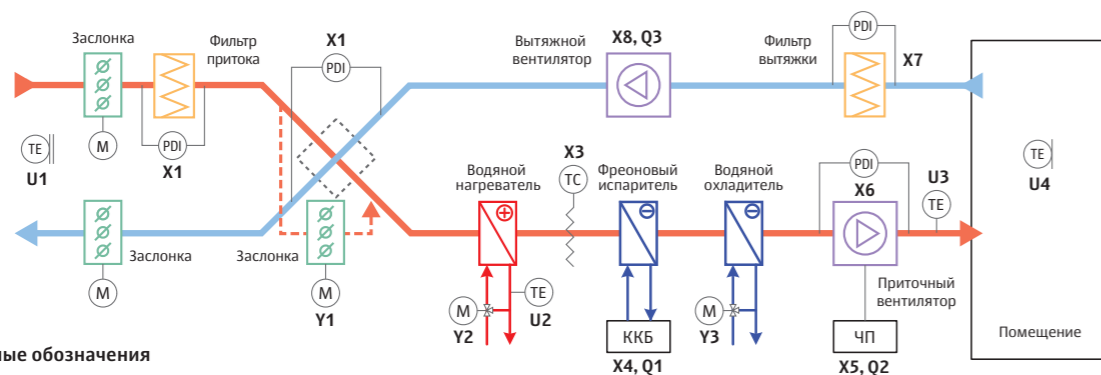 Заслонка
Фильтр
притока
X1
PDI
Вытяжной
вентилятор
X8, Q3
Фильтр
вытяжки
PDI
X7
TE
U1
M
PDI
X1
X3
TC
Водяной
нагреватель
Фреоновый
испаритель
Водяной
охладитель
PDI
X6
U3
TE
TE
U4
Заслонка
M
Заслонка
M
Y1
M
Y2
TE
U2
ККБ
X4, Q1
M
Y3
Приточный
вентилятор
ЧП
X5, Q2
Помещение
ные обозначения